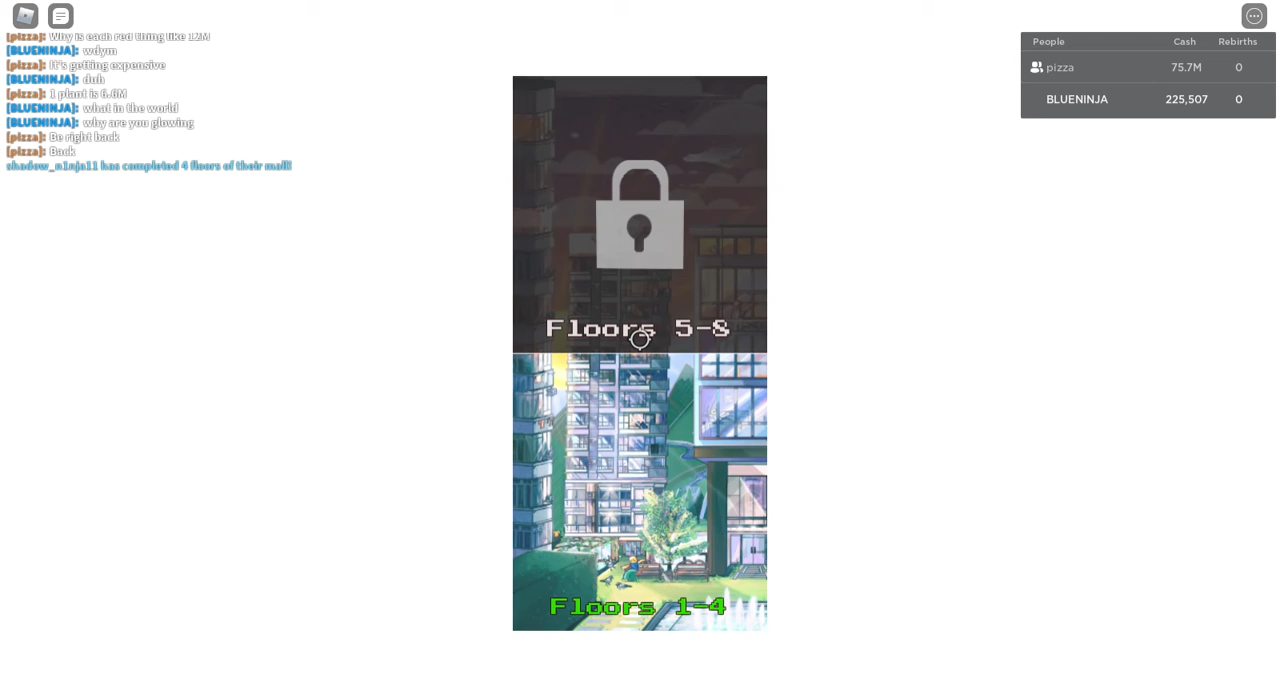 [pizza]: Why is each red thing like 12M
[BLUENINJA]: wdym
[pizza]: It's getting expensive
[BLUENINJA]: duh
[pizza]: 1 plant is 6.6M
[BLUENINJA]: what in the world
[BLUENINJA]: why are you glowing
[pizza]: Be right back
[pizza]: Back
shadow_n1nja11 has completed 4 floors of their mall!
People Cash Rebirths
pizza 75.7M 0
BLUENINJA 225,507 0
Floors 5-8
Floors 1-4